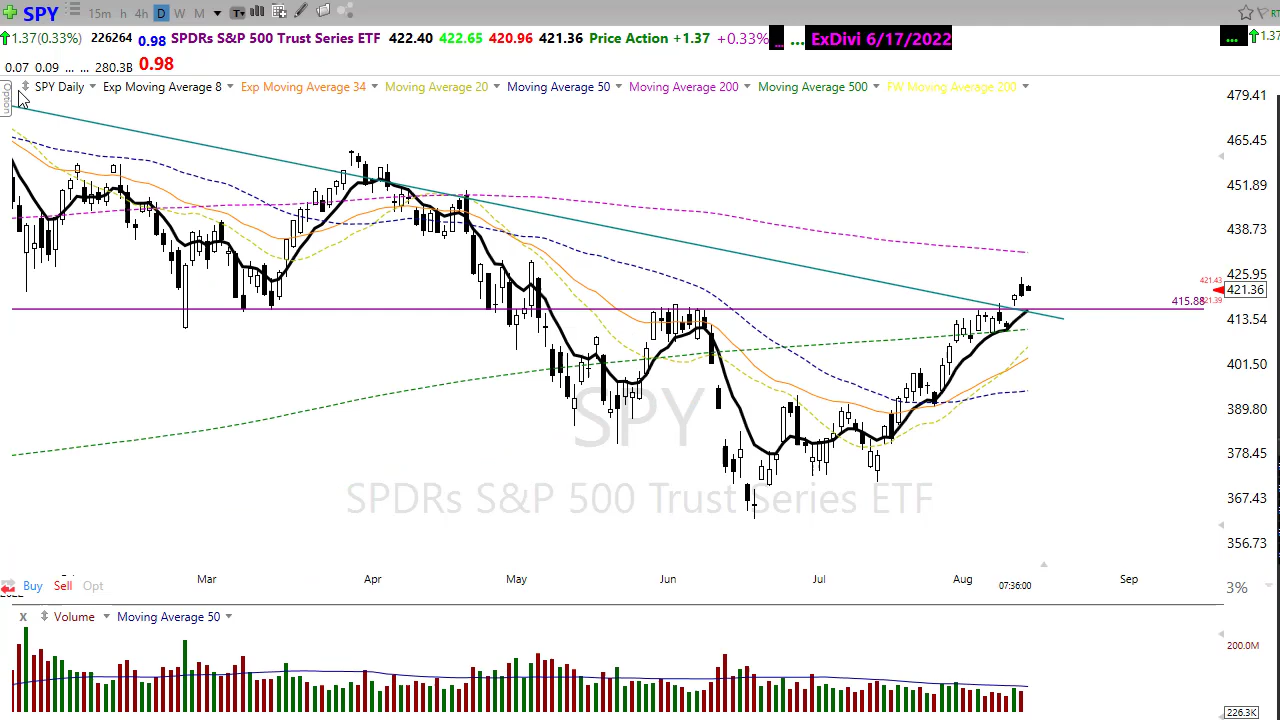 SPY 15m h 4h D W M T
1.37(0.33%) 226264 0.98 SPDRs S&P 500 Trust Series ETF 422.40 422.65 420.96 421.36 Price Action +1.37 +0.33% ... ... ExDivi 6/17/2022 ... 1.37
0.07 0.09 ... ... 280.3B 0.98
Option
SPY Daily Exp Moving Average 8 Exp Moving Average 34 Moving Average 20 Moving Average 50 Moving Average 200 Moving Average 500 FW Moving Average 200
479.41
465.45
451.89
438.73
425.95
421.43
421.36
415.88
413.54
401.50
389.80
378.45
367.43
356.73
SPY
SPDRs S&P 500 Trust Series ETF
Mar Apr May Jun Jul Aug Sep
07:36:00
Buy Sell Opt
3%
X Volume Moving Average 50
200.0M
226.3K